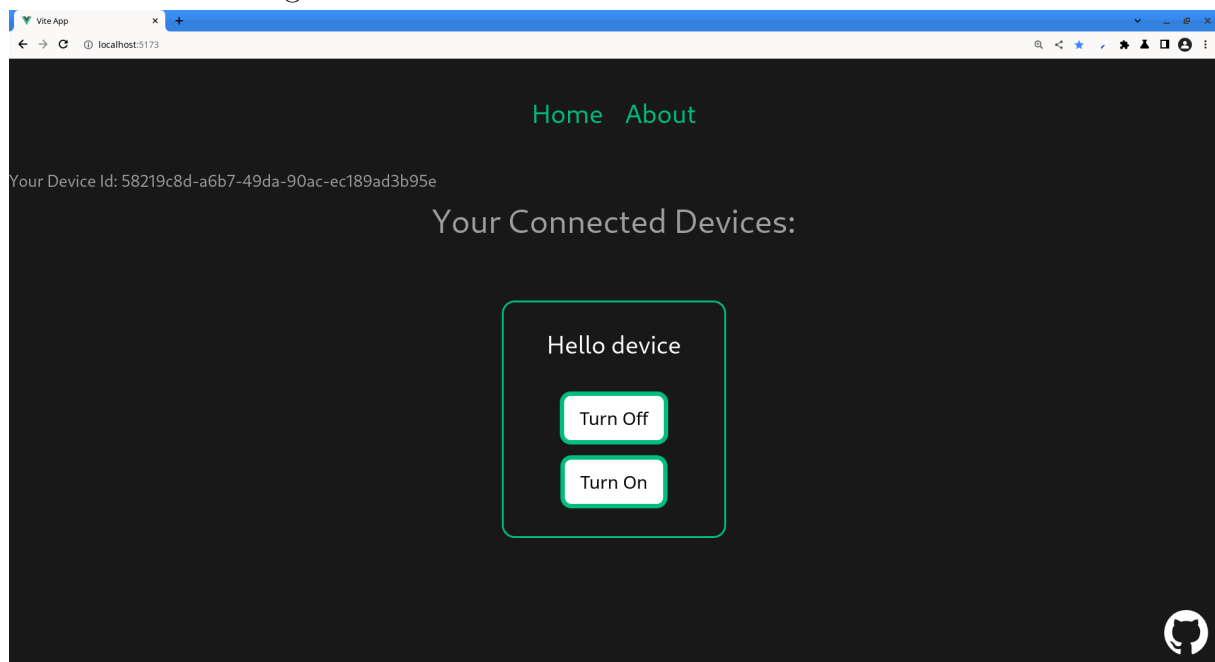 Vite App
localhost:5173
Home About
Your Device Id: 58219c8d-a6b7-49da-90ac-ec189ad3b95e
Your Connected Devices:
Hello device
Turn Off
Turn On